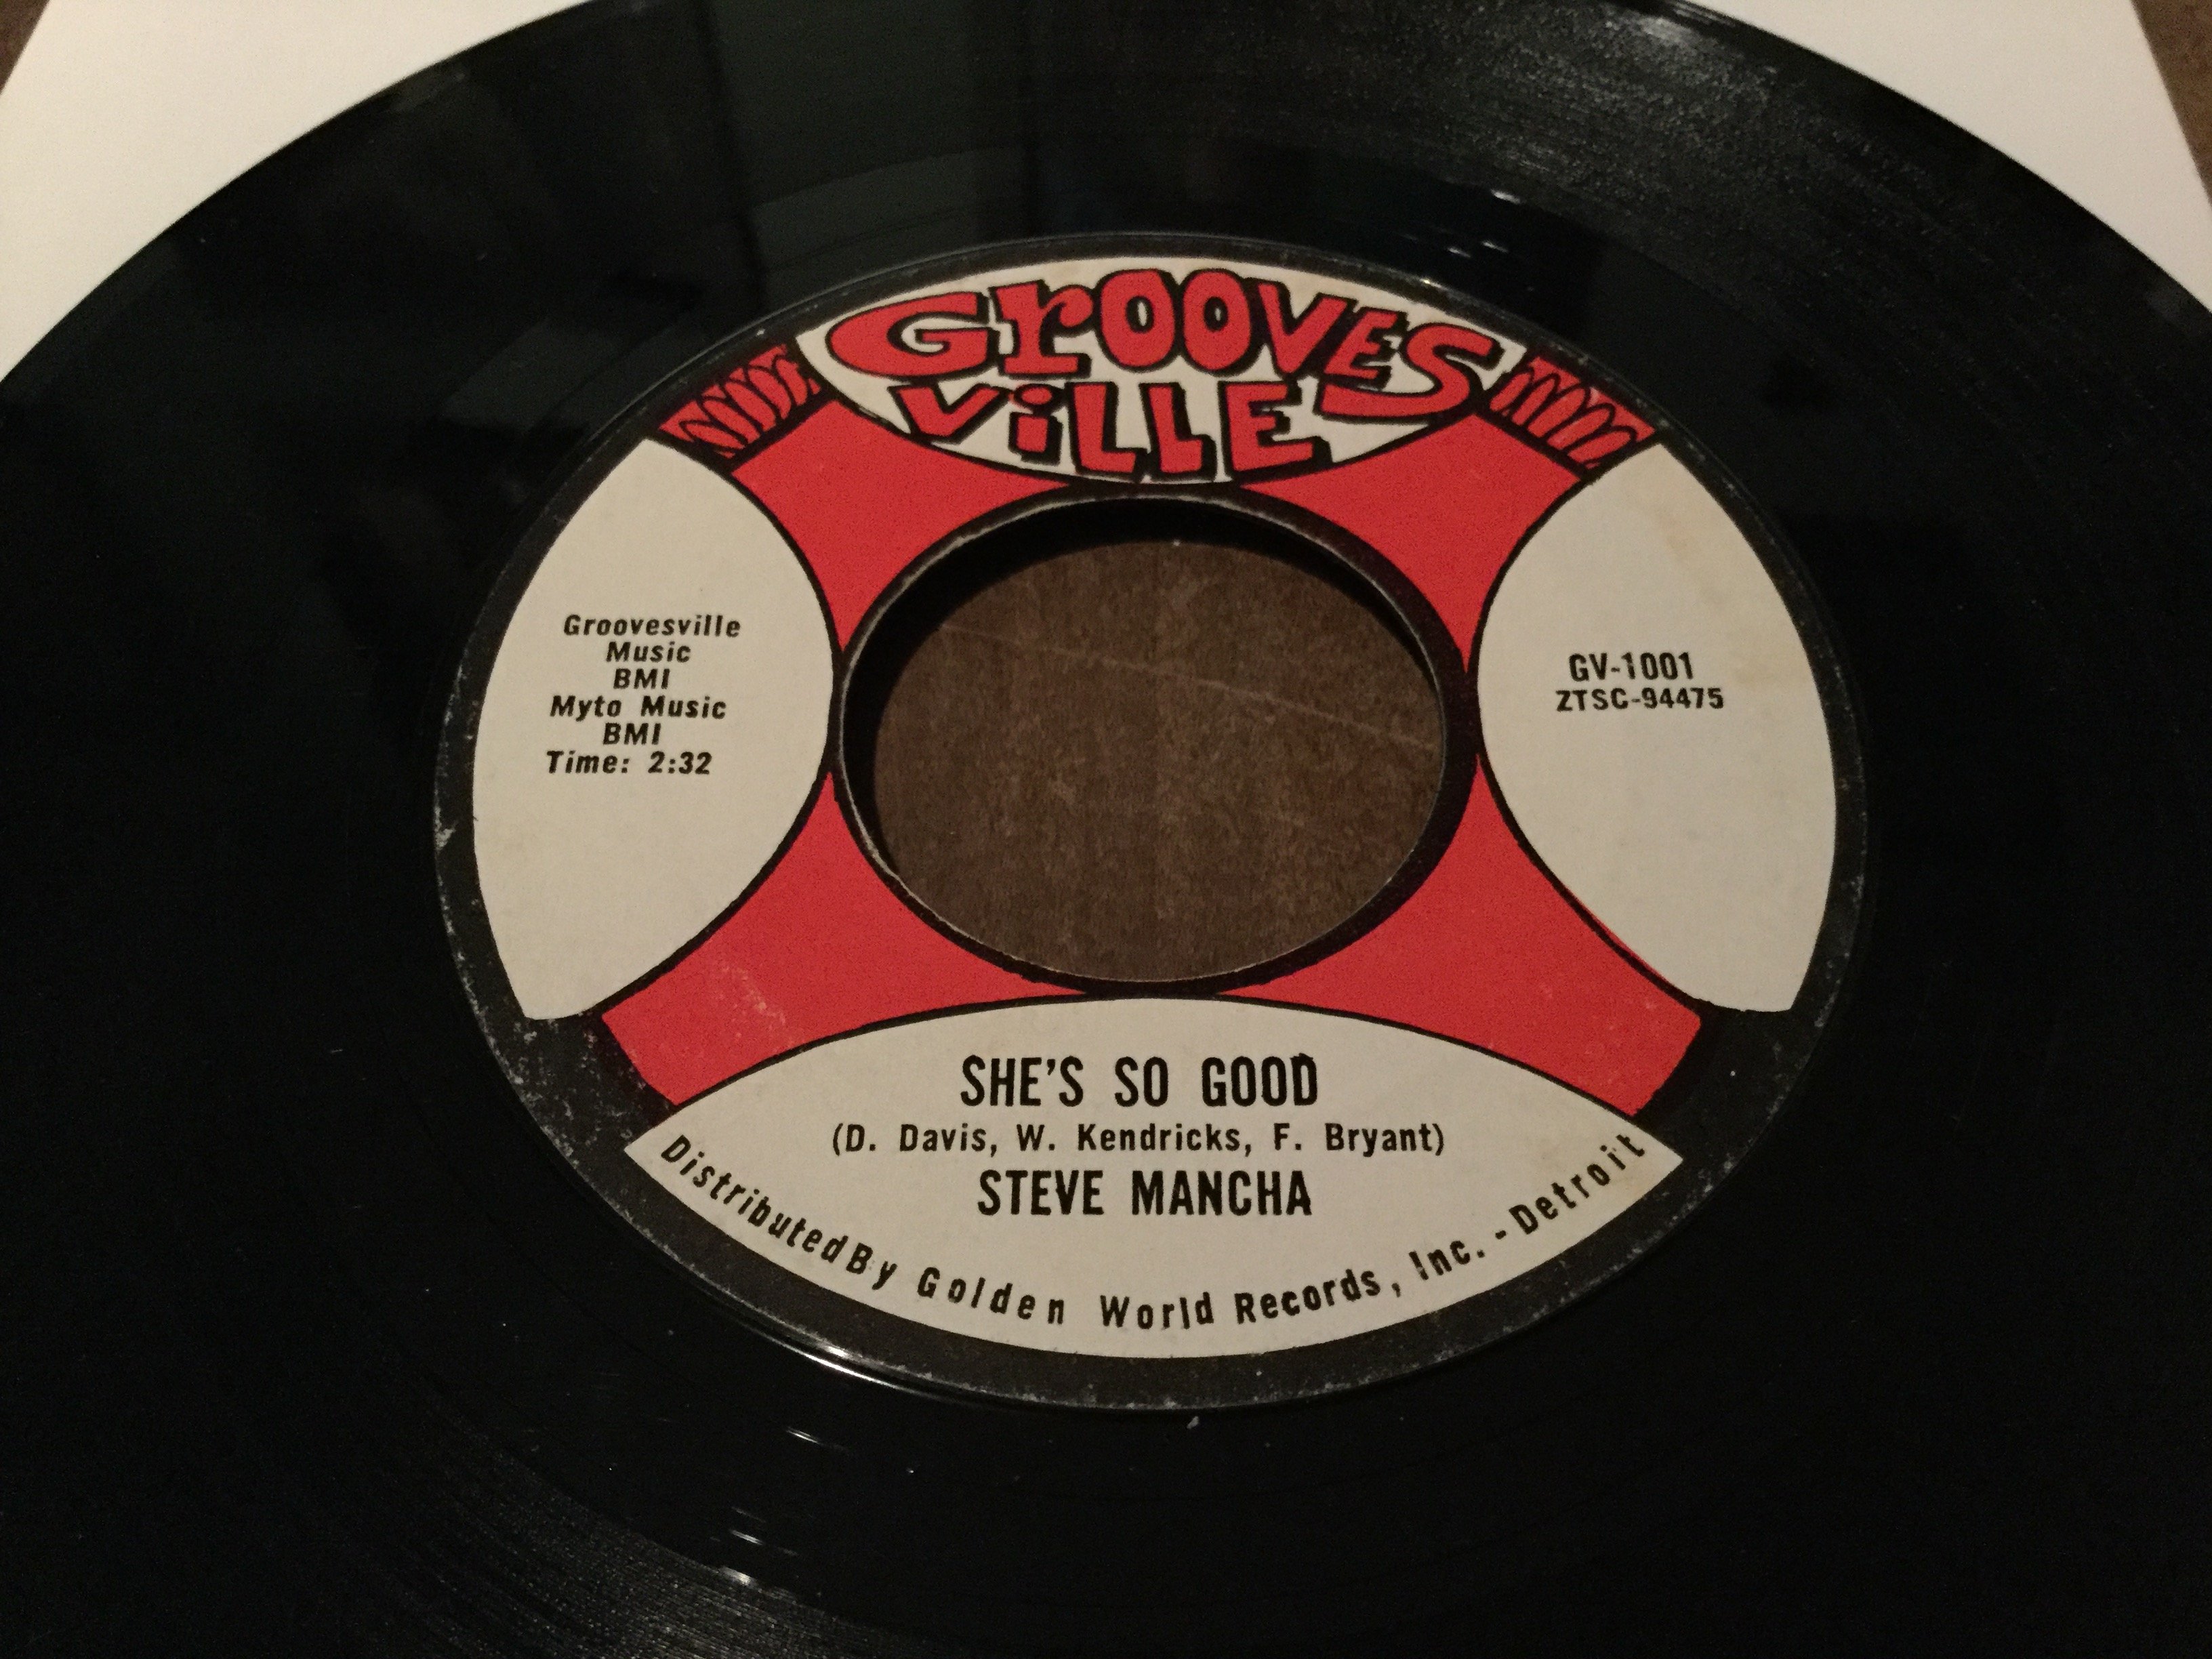 GrOOVES
ViLLE
Groovesville
Music
BMI
Myto Music
BMI
Time: 2:32
GV-1001
ZTSC-94475
SHE'S SO GOOD
(D. Davis, W. Kendricks, F. Bryant)
STEVE MANCHA
Distributed By Golden World Records, Inc. - Detroit